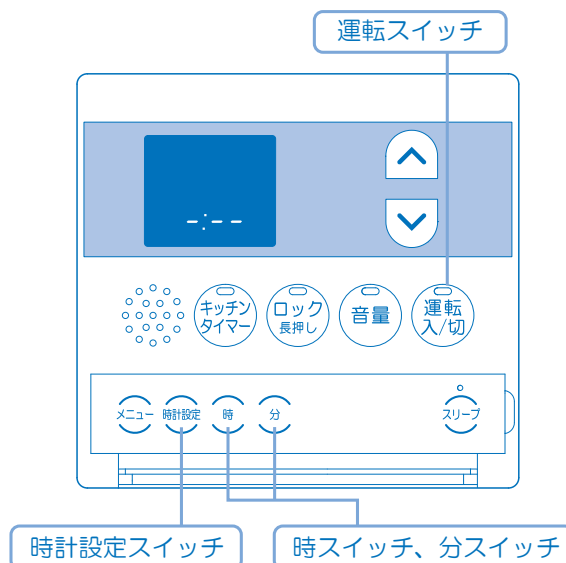 運転スイッチ
-:--
キッチン
タイマー
ロック
長押し
音量
運転
入/切
メニュー
時計設定
時
分
スリープ
時計設定スイッチ
時スイッチ、分スイッチ